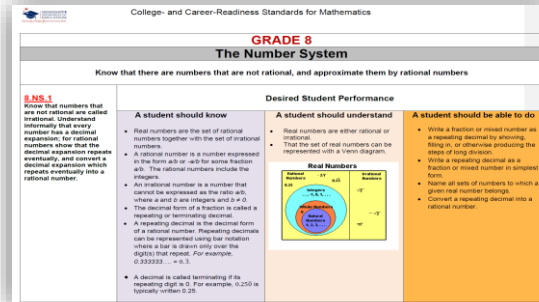 College- and Career-Readiness Standards for Mathematics
GRADE 8
The Number System
Know that there are numbers that are not rational, and approximate them by rational numbers
8.NS.1
Know that numbers that
are not rational are called
irrational. Understand
informally that every
number has a decimal
expansion; for rational
numbers show that the
decimal expansion repeats
eventually, and convert a
decimal expansion which
repeats eventually into a
rational number.
Desired Student Performance
A student should know
• Real numbers are the set of rational
numbers together with the set of irrational
numbers.
• A rational number is a number expressed
in the form a/b or -a/b for some fraction
a/b. The rational numbers include the
integers.
• An irrational number is a number that
cannot be expressed as the ratio a/b,
where a and b are integers and b ≠ 0.
• The decimal form of a fraction is called a
repeating or terminating decimal.
• A repeating decimal is the decimal form
of a rational number. Repeating decimals
can be represented using bar notation
where a bar is drawn only over the
digit(s) that repeat. For example,
0.333333... = 0.3̅.
• A decimal is called terminating if its
repeating digit is 0. For example, 0.250 is
typically written 0.25.
A student should understand
• Real numbers are either rational or
irrational.
• That the set of real numbers can be
represented with a Venn diagram.
Real Numbers
Rational
Numbers
Irrational
Numbers
0.25
Integers
Whole Numbers
Natural
Numbers
A student should be able to do
• Write a fraction or mixed number as
a repeating decimal by showing,
filling in, or otherwise producing the
steps of long division.
• Write a repeating decimal as a
fraction or mixed number in simplest
form.
• Name all sets of numbers to which a
given real number belongs.
• Convert a repeating decimal into a
rational number.